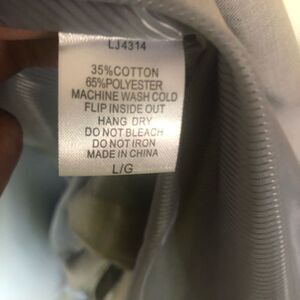 LJ4314
35%COTTON
65%POLYESTER
MACHINE WASH COLD
FLIP INSIDE OUT
HANG DRY
DO NOT BLEACH
DO NOT IRON
MADE IN CHINA
L/G